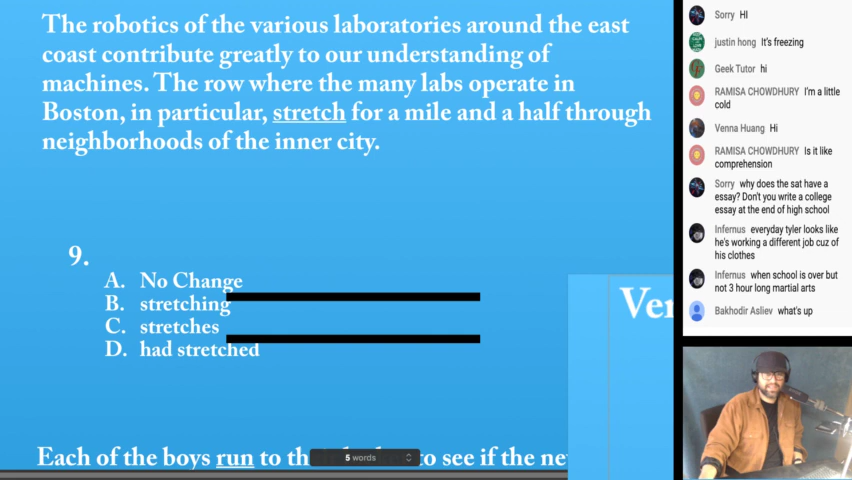 The robotics of the various laboratories around the east
coast contribute greatly to our understanding of
machines. The row where the many labs operate in
Boston, in particular, stretch for a mile and a half through
neighborhoods of the inner city.
9.
A. No Change
B. stretching
C. stretches
D. had stretched
Each of the boys run to
to see if the
5 words
Sorry HI
justin hong It's freezing
Geek Tutor hi
RAMISA CHOWDHURY I'm a little
cold
Venna Huang Hi
RAMISA CHOWDHURY Is it like
comprehension
Sorry why does the sat have a
essay? Don't you write a college
essay at the end of high school
Infernus everyday tyler looks like
he's working a different job cuz of
his clothes
Infernus when school is over but
not 3 hour long martial arts
Bakhodir Asliev what's up